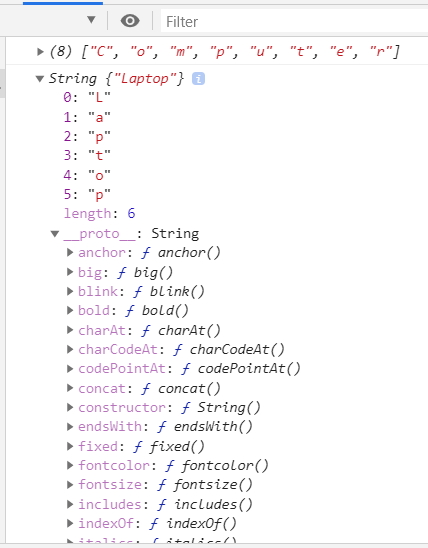 Filter
(8) ["C", "o", "m", "p", "u", "t", "e", "r"]
String {"Laptop"} i
0: "L"
1: "a"
2: "p"
3: "t"
4: "o"
5: "p"
length: 6
__proto__: String
anchor: ƒ anchor()
big: ƒ big()
blink: ƒ blink()
bold: ƒ bold()
charAt: ƒ charAt()
charCodeAt: ƒ charCodeAt()
codePointAt: ƒ codePointAt()
concat: ƒ concat()
constructor: ƒ String()
endsWith: ƒ endsWith()
fixed: ƒ fixed()
fontcolor: ƒ fontcolor()
fontsize: ƒ fontsize()
includes: ƒ includes()
indexOf: ƒ indexOf()
italics: ƒ italics()